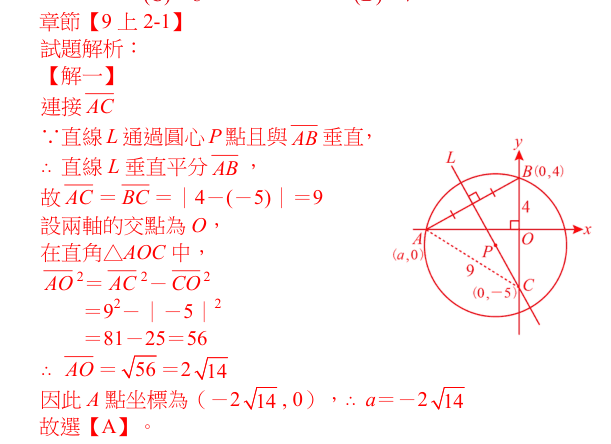 章節【9 上 2-1】
試題解析：
【解一】
連接 AC
∵直線 L 通過圓心 P 點且與 AB 垂直，
∴ 直線 L 垂直平分 AB ，
故 AC = BC = | 4－(－5) | = 9
設兩軸的交點為 O，
在直角△AOC 中，
AO² = AC² － CO²
= 9² － | －5 |²
= 81－25 = 56
∴ AO = √56 = 2√14
因此 A 點坐標為（－2√14 , 0），∴ a = －2√14
故選【A】。
y
L
B(0,4)
4
A
O
x
(a,0)
P
9
C
(0,－5)